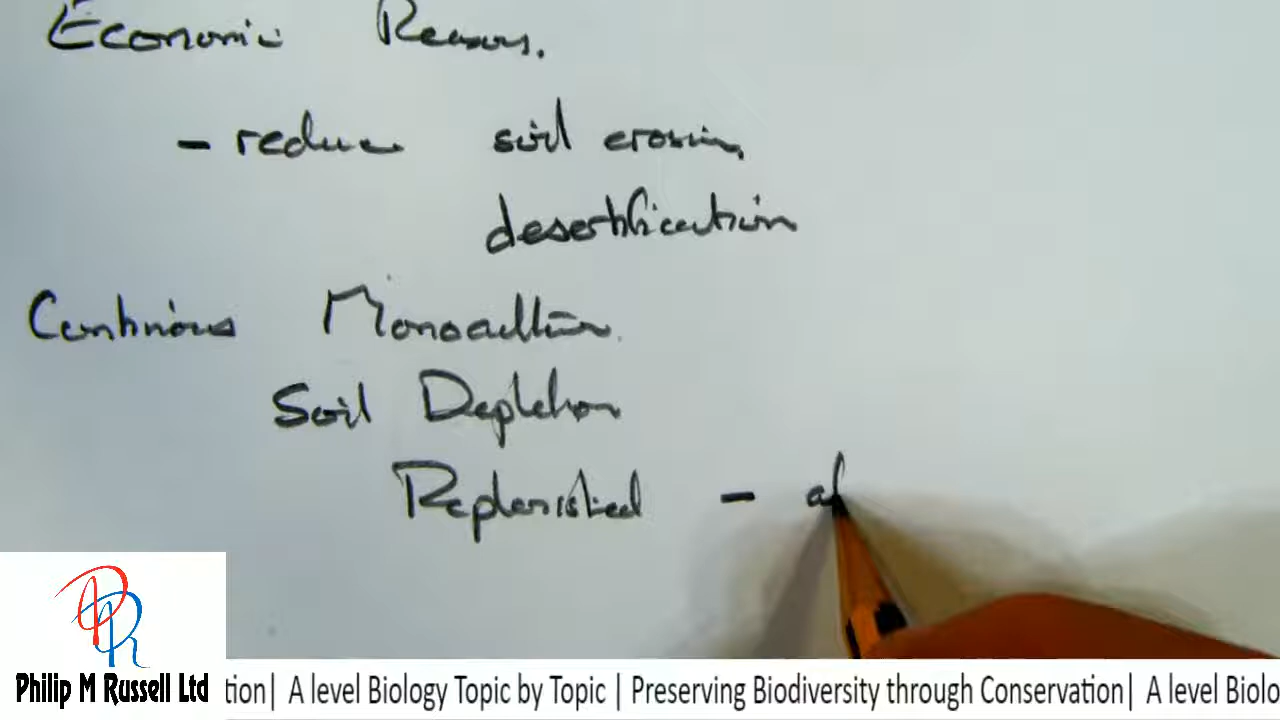 Economic Reasons.
- reduce soil erosion,
desertification
Continuous Monoculture.
Soil Depletion
Replenished - al
Philip M Russell Ltd
tion| A level Biology Topic by Topic | Preserving Biodiversity through Conservation| A level Biolo